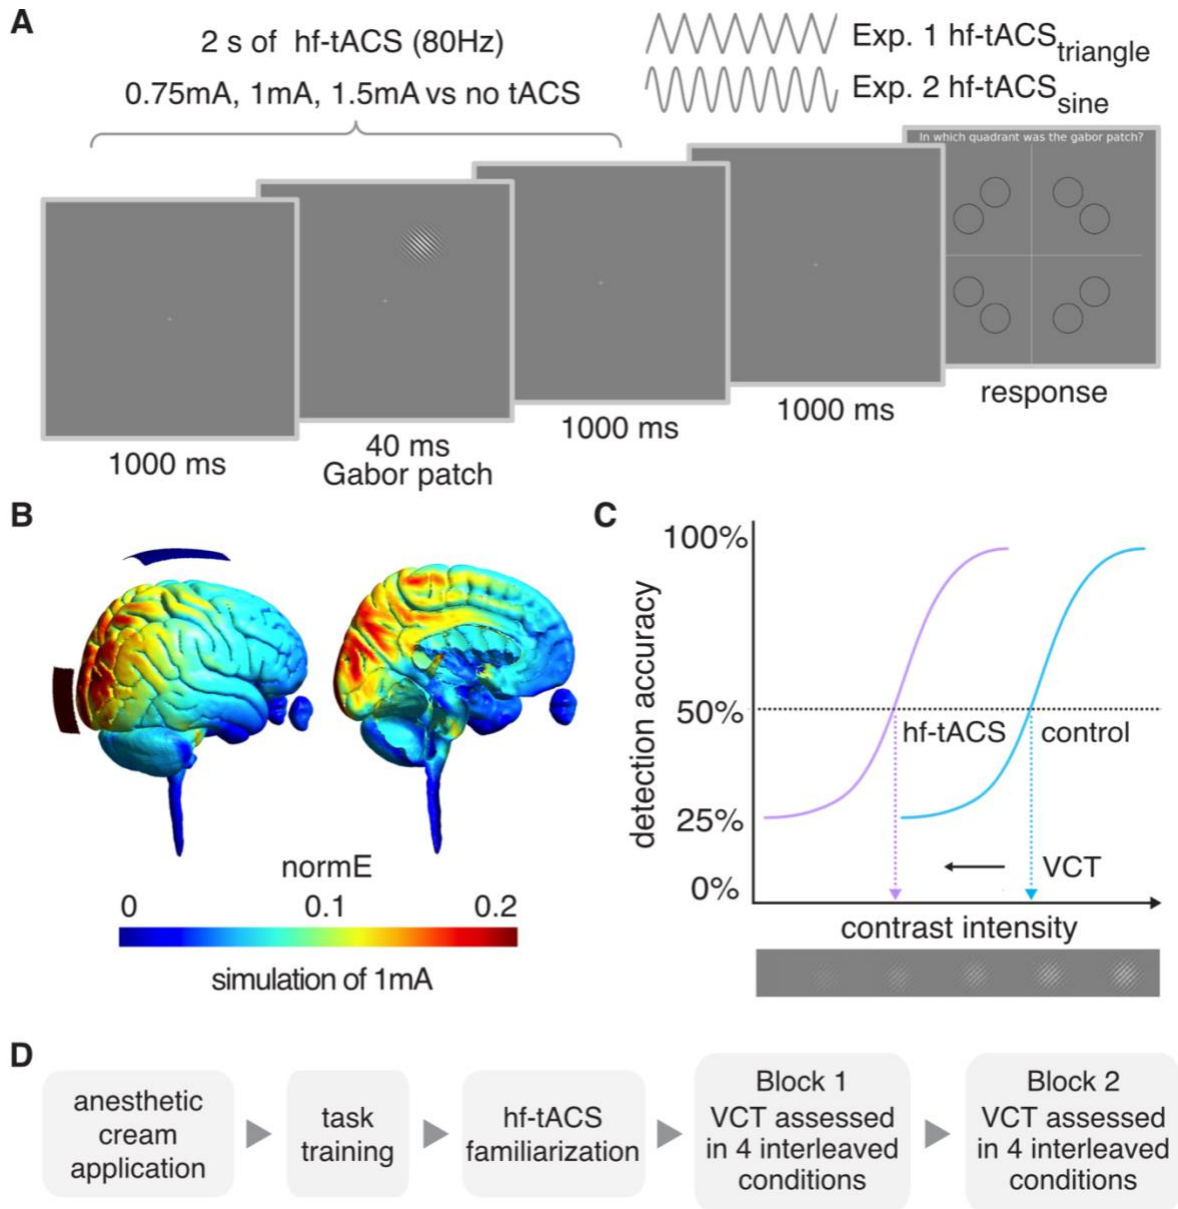 A
2 s of hf-tACS (80Hz)
0.75mA, 1mA, 1.5mA vs no tACS
Exp. 1 hf-tACS triangle
Exp. 2 hf-tACS sine
In which quadrant was the gabor patch?
1000 ms
40 ms
Gabor patch
1000 ms
1000 ms
response
B
normE
0 0.1 0.2
simulation of 1mA
C
detection accuracy
100%
50%
25%
0%
hf-tACS
control
VCT
contrast intensity
D
anesthetic
cream
application
task
training
hf-tACS
familiarization
Block 1
VCT assessed
in 4 interleaved
conditions
Block 2
VCT assessed
in 4 interleaved
conditions